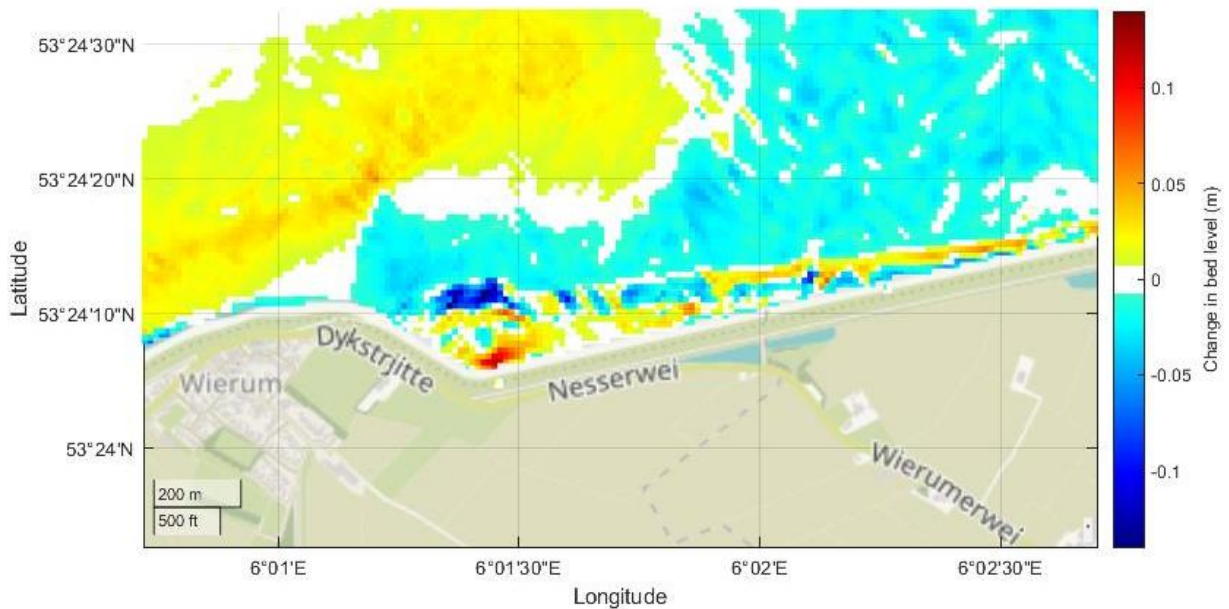 53°24'30"N
53°24'20"N
53°24'10"N
53°24'N
Latitude
Dykstrjitte
Wierum
Nesserwei
Wierumerwei
200 m
500 ft
6°01'E
6°01'30"E
6°02'E
6°02'30"E
Longitude
0.1
0.05
0
-0.05
-0.1
Change in bed level (m)